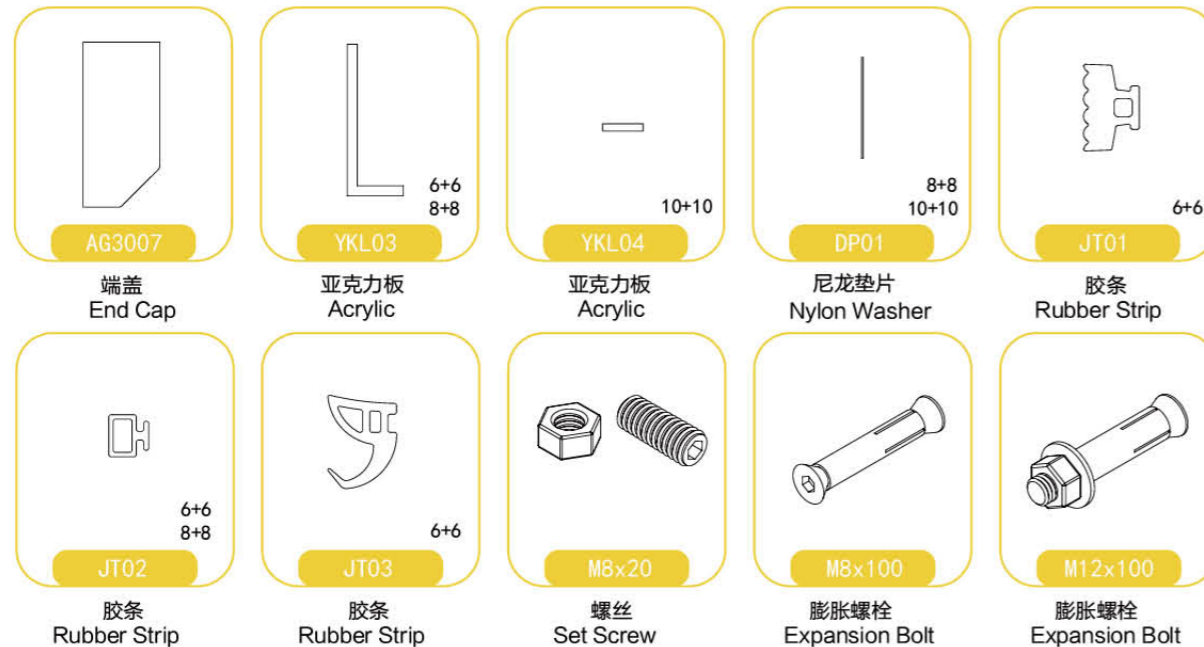 6+6
8+8
10+10
8+8
10+10
6+6
AG3007
YKL03
YKL04
DP01
JT01
端盖
End Cap
亚克力板
Acrylic
亚克力板
Acrylic
尼龙垫片
Nylon Washer
胶条
Rubber Strip
6+6
8+8
6+6
JT02
JT03
M8x20
M8x100
M12x100
胶条
Rubber Strip
胶条
Rubber Strip
螺丝
Set Screw
膨胀螺栓
Expansion Bolt
膨胀螺栓
Expansion Bolt